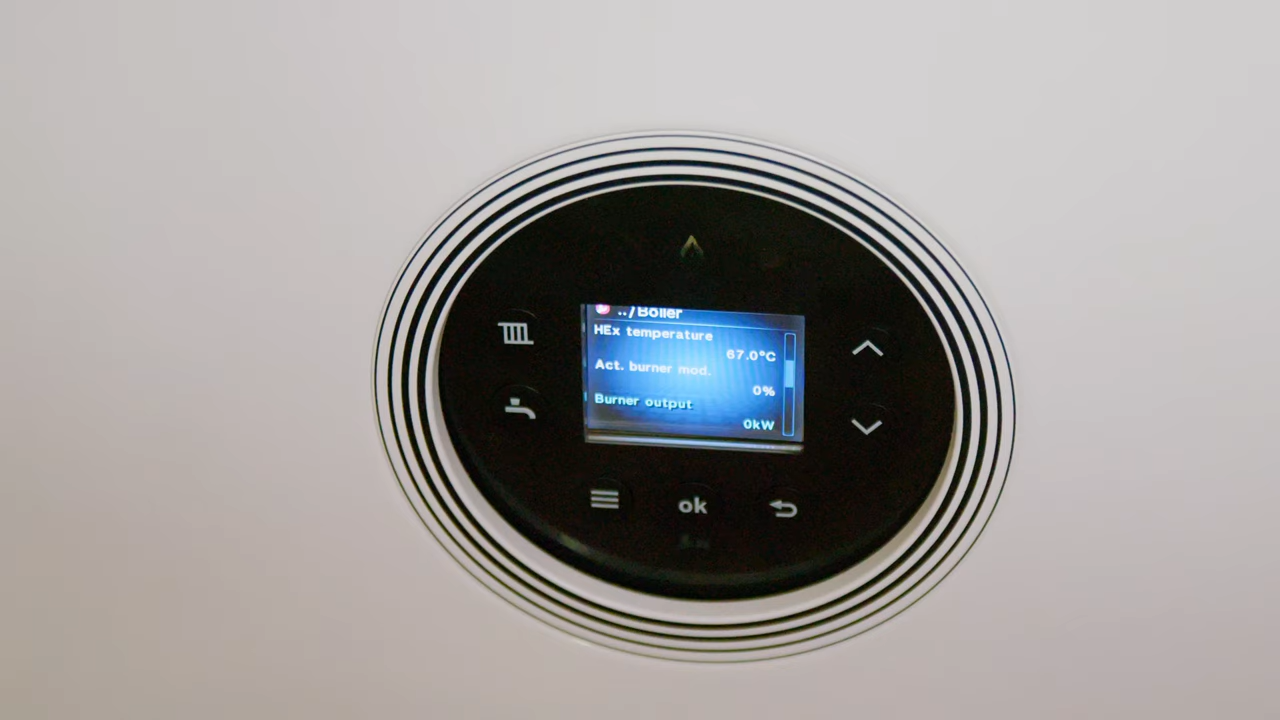 ../Boiler
HEx temperature
67.0°C
Act. burner mod.
0%
Burner output
0kW
ok